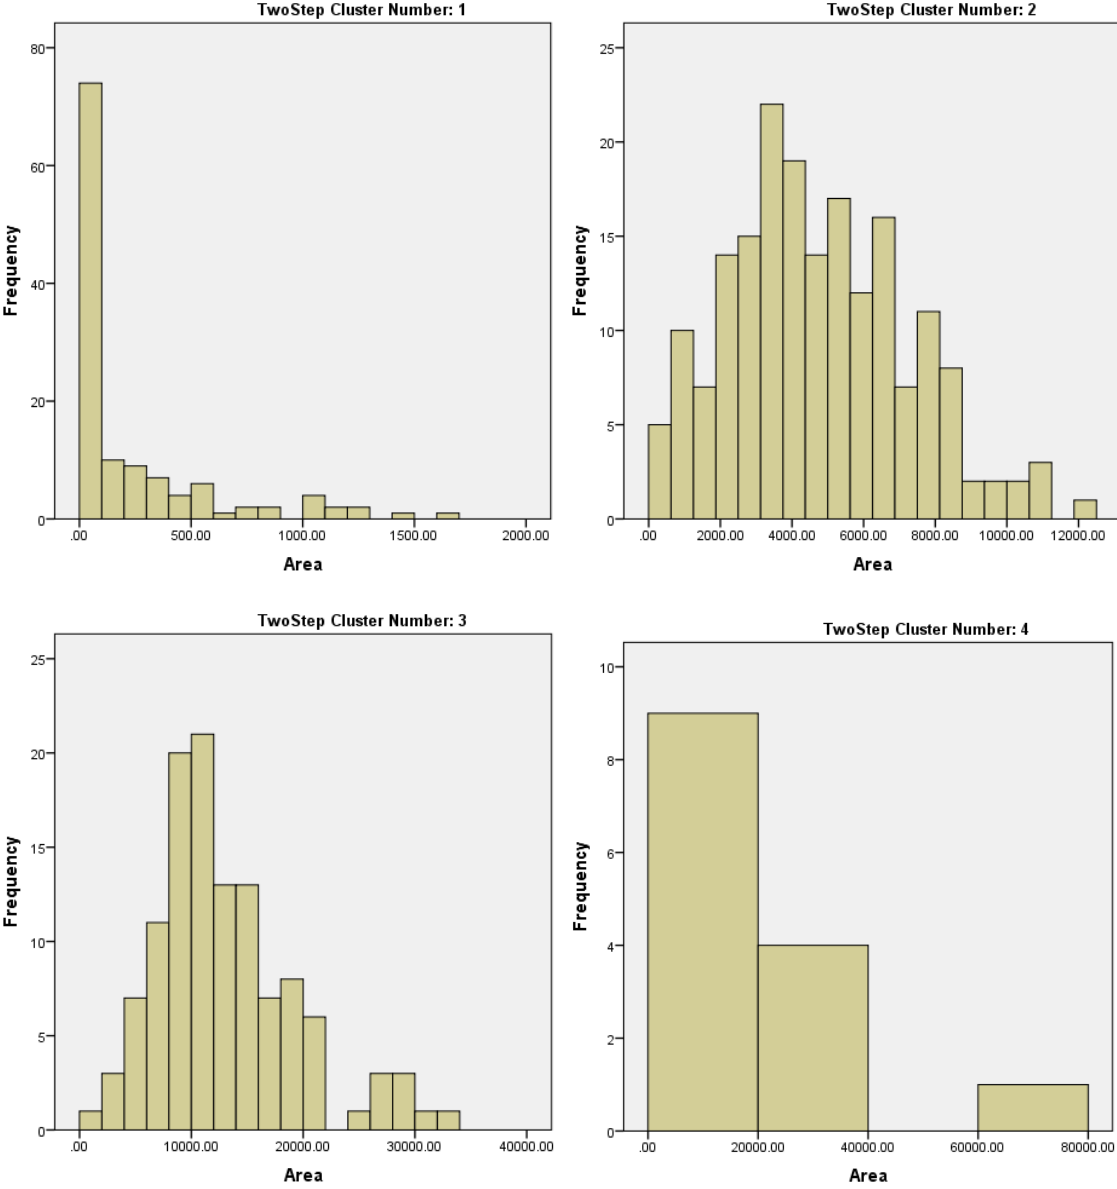 TwoStep Cluster Number: 1
80
60
40
20
0
Frequency
.00 500.00 1000.00 1500.00 2000.00
Area
TwoStep Cluster Number: 2
25
20
15
10
5
0
Frequency
.00 2000.00 4000.00 6000.00 8000.00 10000.00 12000.00
Area
TwoStep Cluster Number: 3
25
20
15
10
5
0
Frequency
.00 10000.00 20000.00 30000.00 40000.00
Area
TwoStep Cluster Number: 4
10
8
6
4
2
0
Frequency
.00 20000.00 40000.00 60000.00 80000.00
Area